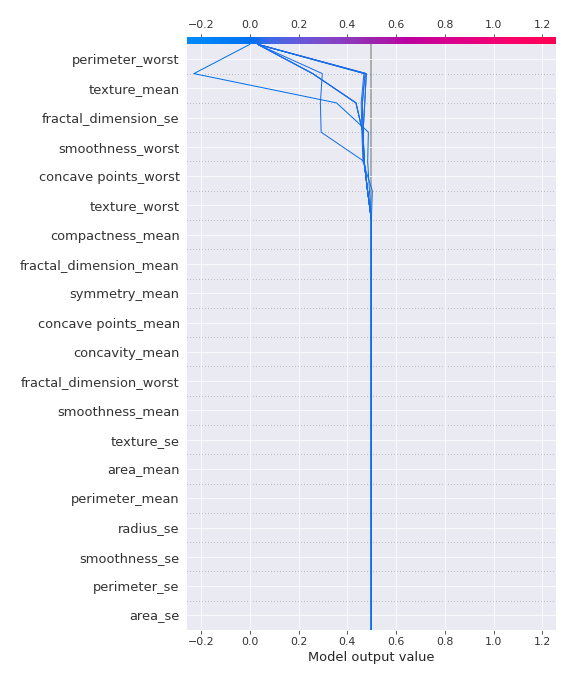 −0.2 0.0 0.2 0.4 0.6 0.8 1.0 1.2
perimeter_worst
texture_mean
fractal_dimension_se
smoothness_worst
concave points_worst
texture_worst
compactness_mean
fractal_dimension_mean
symmetry_mean
concave points_mean
concavity_mean
fractal_dimension_worst
smoothness_mean
texture_se
area_mean
perimeter_mean
radius_se
smoothness_se
perimeter_se
area_se
−0.2 0.0 0.2 0.4 0.6 0.8 1.0 1.2
Model output value